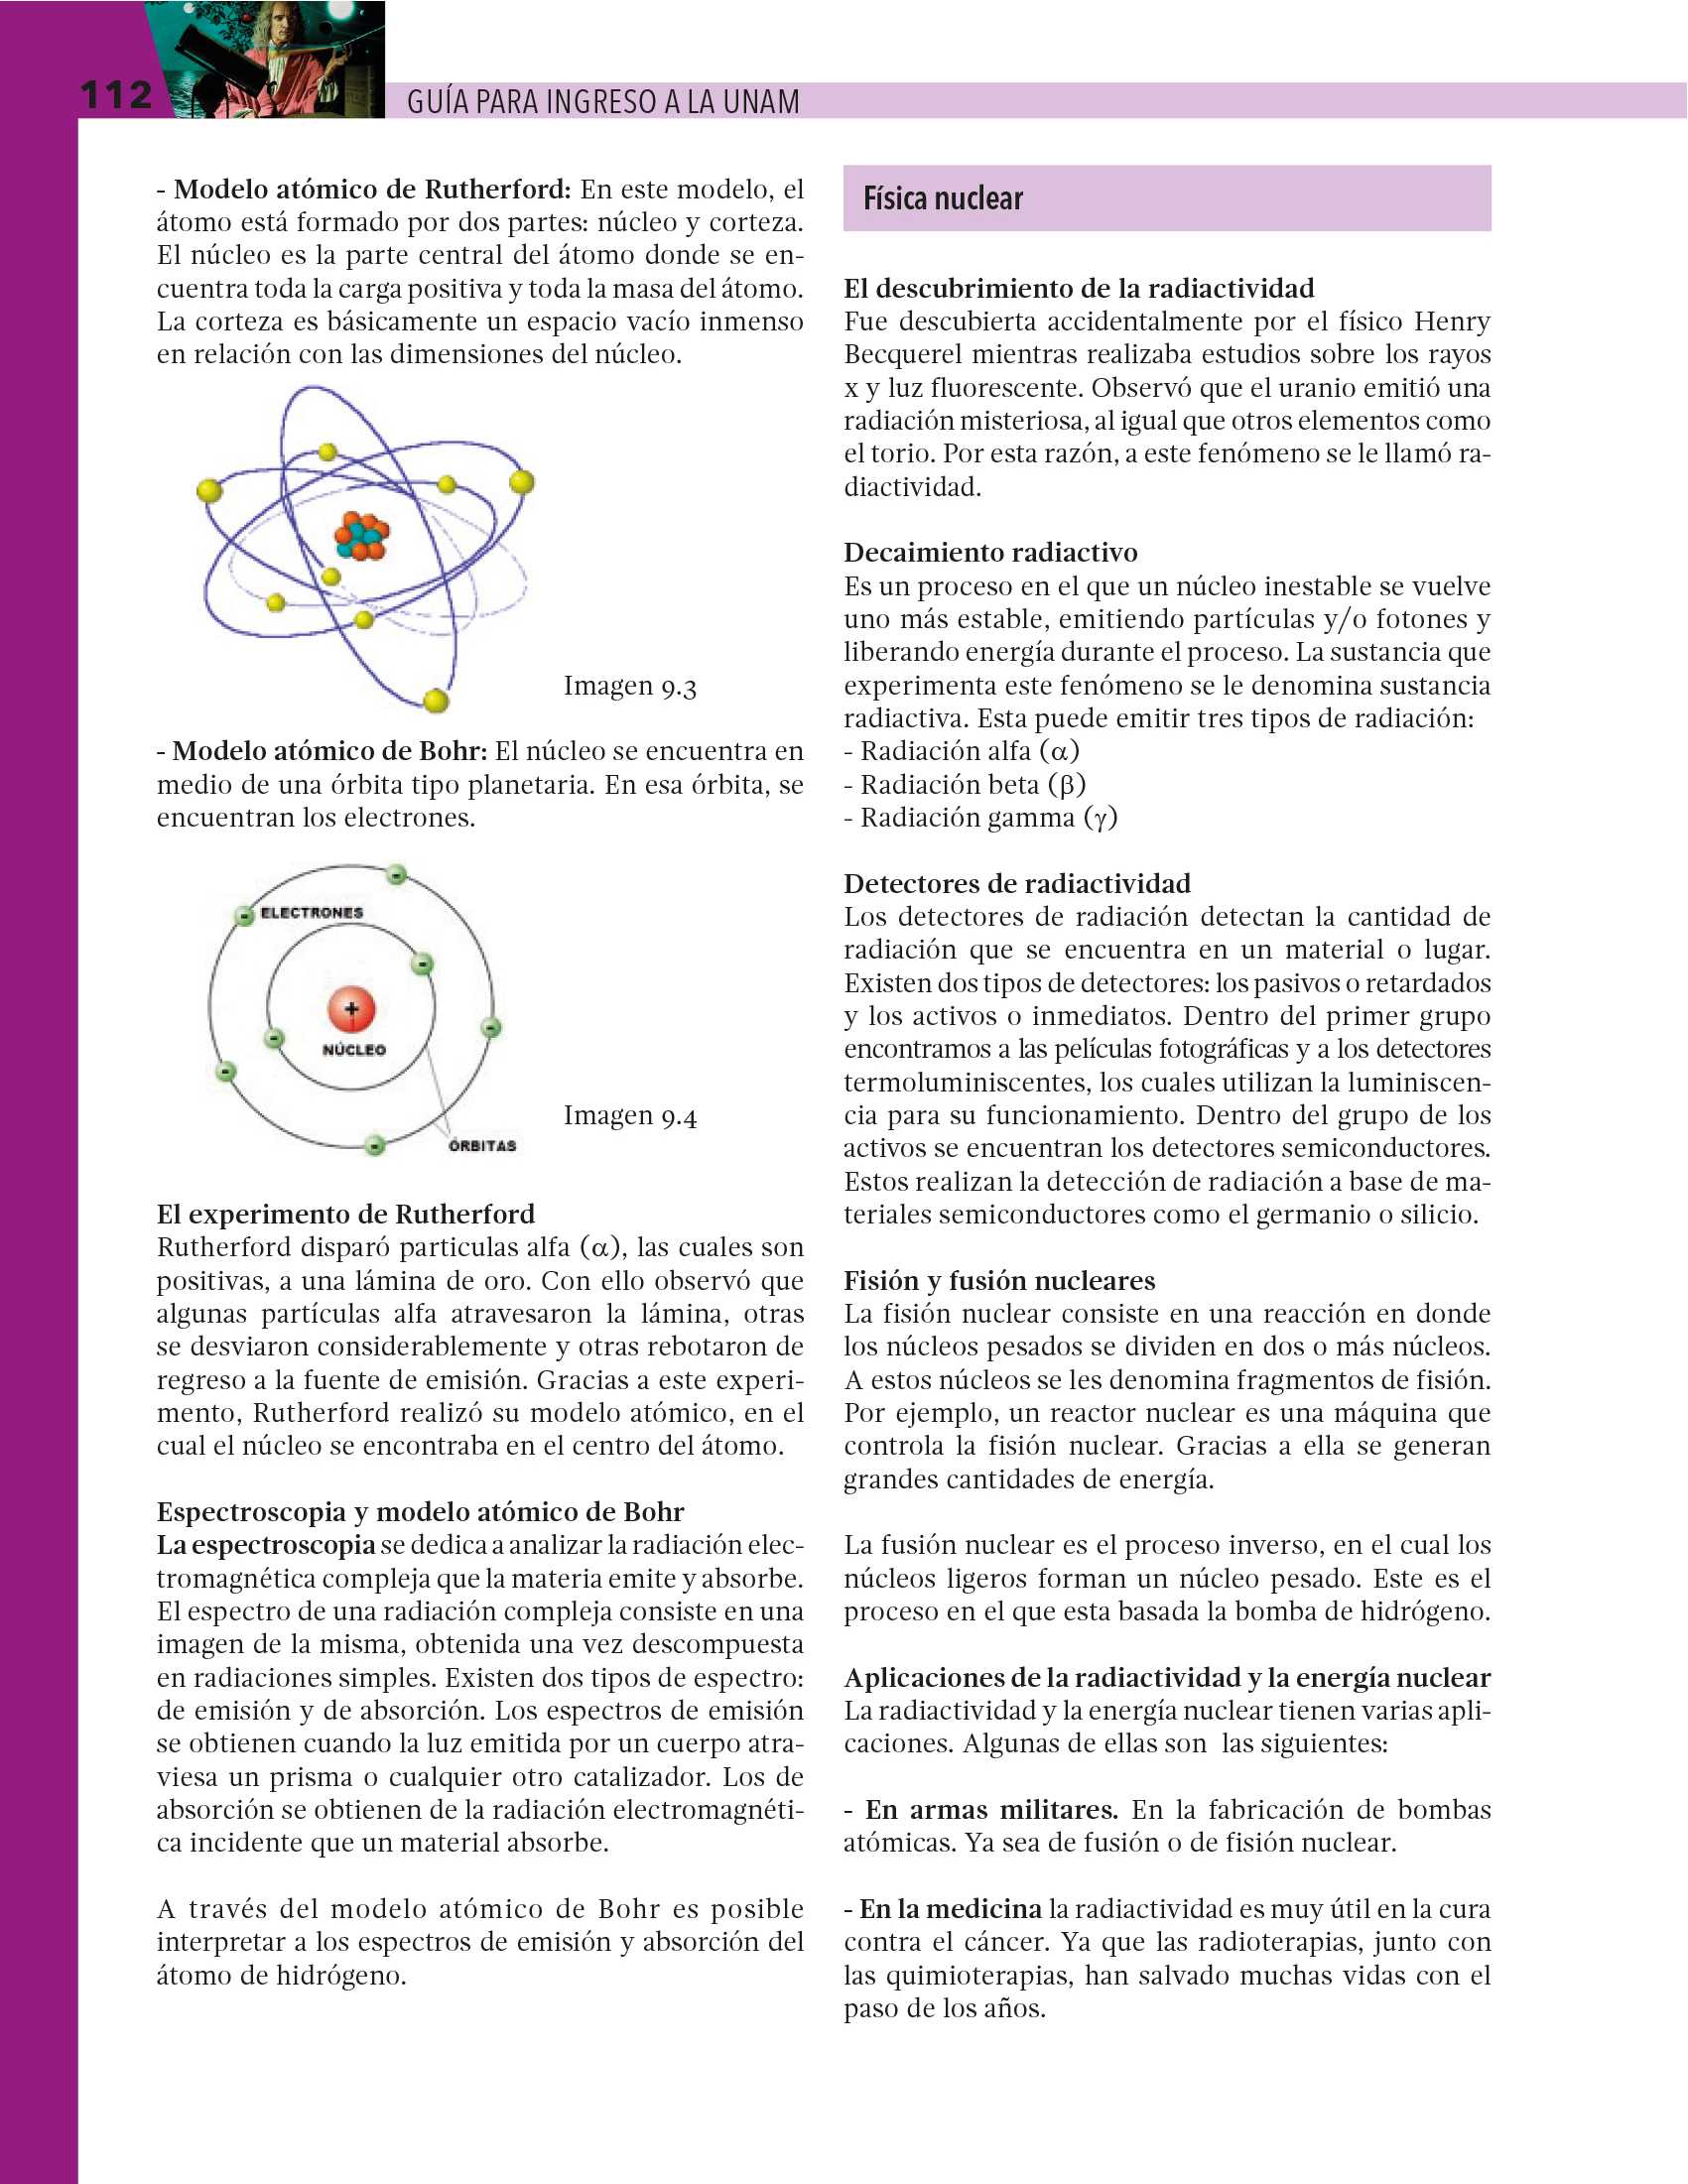 112
GUÍA PARA INGRESO A LA UNAM
- Modelo atómico de Rutherford: En este modelo, el
átomo está formado por dos partes: núcleo y corteza.
El núcleo es la parte central del átomo donde se en-
cuentra toda la carga positiva y toda la masa del átomo.
La corteza es básicamente un espacio vacío inmenso
en relación con las dimensiones del núcleo.
Imagen 9.3
- Modelo atómico de Bohr: El núcleo se encuentra en
medio de una órbita tipo planetaria. En esa órbita, se
encuentran los electrones.
-
- ELECTRONES
-
+
-
-
NÚCLEO
-
Imagen 9.4
-
ÓRBITAS
El experimento de Rutherford
Rutherford disparó particulas alfa (α), las cuales son
positivas, a una lámina de oro. Con ello observó que
algunas partículas alfa atravesaron la lámina, otras
se desviaron considerablemente y otras rebotaron de
regreso a la fuente de emisión. Gracias a este experi-
mento, Rutherford realizó su modelo atómico, en el
cual el núcleo se encontraba en el centro del átomo.
Espectroscopia y modelo atómico de Bohr
La espectroscopia se dedica a analizar la radiación elec-
tromagnética compleja que la materia emite y absorbe.
El espectro de una radiación compleja consiste en una
imagen de la misma, obtenida una vez descompuesta
en radiaciones simples. Existen dos tipos de espectro:
de emisión y de absorción. Los espectros de emisión
se obtienen cuando la luz emitida por un cuerpo atra-
viesa un prisma o cualquier otro catalizador. Los de
absorción se obtienen de la radiación electromagnéti-
ca incidente que un material absorbe.
A través del modelo atómico de Bohr es posible
interpretar a los espectros de emisión y absorción del
átomo de hidrógeno.
Física nuclear
El descubrimiento de la radiactividad
Fue descubierta accidentalmente por el físico Henry
Becquerel mientras realizaba estudios sobre los rayos
x y luz fluorescente. Observó que el uranio emitió una
radiación misteriosa, al igual que otros elementos como
el torio. Por esta razón, a este fenómeno se le llamó ra-
diactividad.
Decaimiento radiactivo
Es un proceso en el que un núcleo inestable se vuelve
uno más estable, emitiendo partículas y/o fotones y
liberando energía durante el proceso. La sustancia que
experimenta este fenómeno se le denomina sustancia
radiactiva. Esta puede emitir tres tipos de radiación:
- Radiación alfa (α)
- Radiación beta (β)
- Radiación gamma (γ)
Detectores de radiactividad
Los detectores de radiación detectan la cantidad de
radiación que se encuentra en un material o lugar.
Existen dos tipos de detectores: los pasivos o retardados
y los activos o inmediatos. Dentro del primer grupo
encontramos a las películas fotográficas y a los detectores
termoluminiscentes, los cuales utilizan la luminiscen-
cia para su funcionamiento. Dentro del grupo de los
activos se encuentran los detectores semiconductores.
Estos realizan la detección de radiación a base de ma-
teriales semiconductores como el germanio o silicio.
Fisión y fusión nucleares
La fisión nuclear consiste en una reacción en donde
los núcleos pesados se dividen en dos o más núcleos.
A estos núcleos se les denomina fragmentos de fisión.
Por ejemplo, un reactor nuclear es una máquina que
controla la fisión nuclear. Gracias a ella se generan
grandes cantidades de energía.
La fusión nuclear es el proceso inverso, en el cual los
núcleos ligeros forman un núcleo pesado. Este es el
proceso en el que esta basada la bomba de hidrógeno.
Aplicaciones de la radiactividad y la energía nuclear
La radiactividad y la energía nuclear tienen varias apli-
caciones. Algunas de ellas son  las siguientes:
- En armas militares. En la fabricación de bombas
atómicas. Ya sea de fusión o de fisión nuclear.
- En la medicina la radiactividad es muy útil en la cura
contra el cáncer. Ya que las radioterapias, junto con
las quimioterapias, han salvado muchas vidas con el
paso de los años.